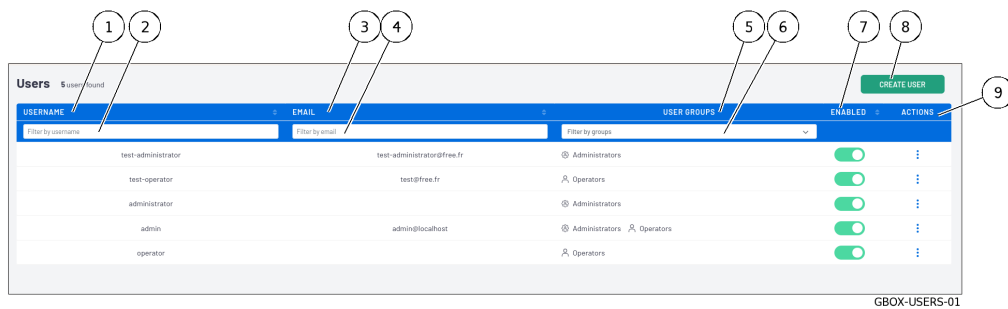 1 2 3 4 5 6 7 8
9
Users 5 users found CREATE USER
USERNAME EMAIL USER GROUPS ENABLED ACTIONS
Filter by username Filter by email Filter by groups
test-administrator test-administrator@free.fr Administrators
test-operator test@free.fr Operators
administrator Administrators
admin admin@localhost Administrators Operators
operator Operators
GBOX-USERS-01